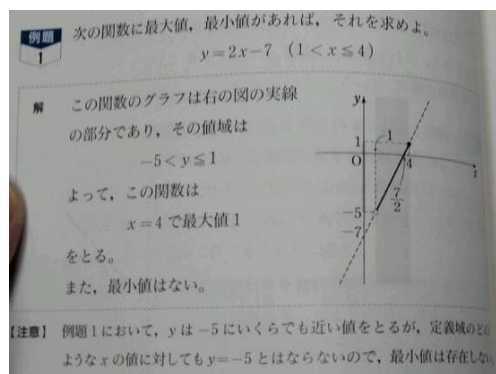 例題
1
次の関数に最大値，最小値があれば，それを求めよ。
y=2x-7 (1<x≦4)
解
この関数のグラフは右の図の実線
の部分であり，その値域は
-5<y≦1
よって，この関数は
x=4で最大値1
をとる。
また，最小値はない。
y
1
1
O
4
7/2
-5
-7
【注意】 例題1において，yは-5にいくらでも近い値をとるが，定義域のどの
ようなxの値に対してもy=-5とはならないので，最小値は存在しない